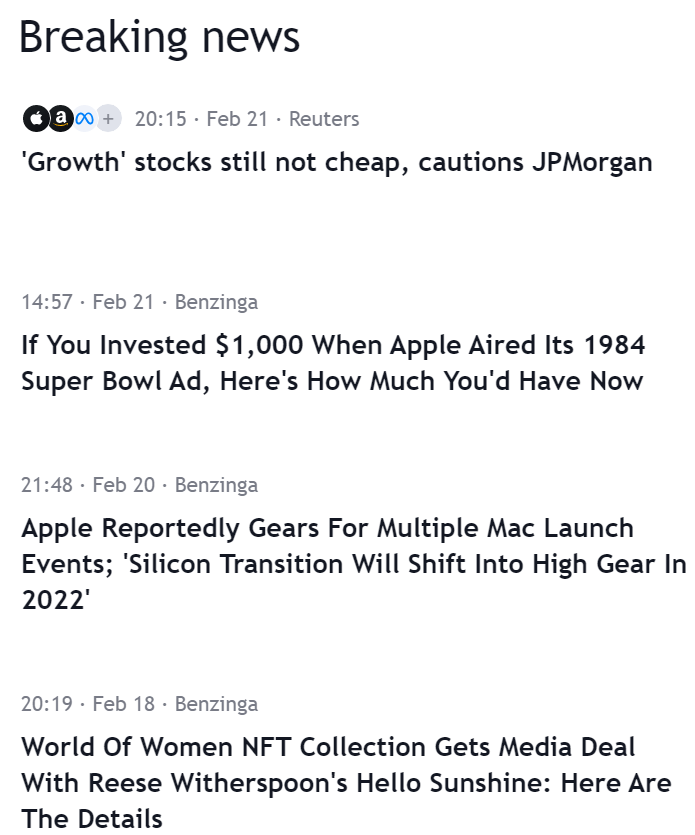 Breaking news
20:15 · Feb 21 · Reuters
'Growth' stocks still not cheap, cautions JPMorgan
14:57 · Feb 21 · Benzinga
If You Invested $1,000 When Apple Aired Its 1984
Super Bowl Ad, Here's How Much You'd Have Now
21:48 · Feb 20 · Benzinga
Apple Reportedly Gears For Multiple Mac Launch
Events; 'Silicon Transition Will Shift Into High Gear In
2022'
20:19 · Feb 18 · Benzinga
World Of Women NFT Collection Gets Media Deal
With Reese Witherspoon's Hello Sunshine: Here Are
The Details